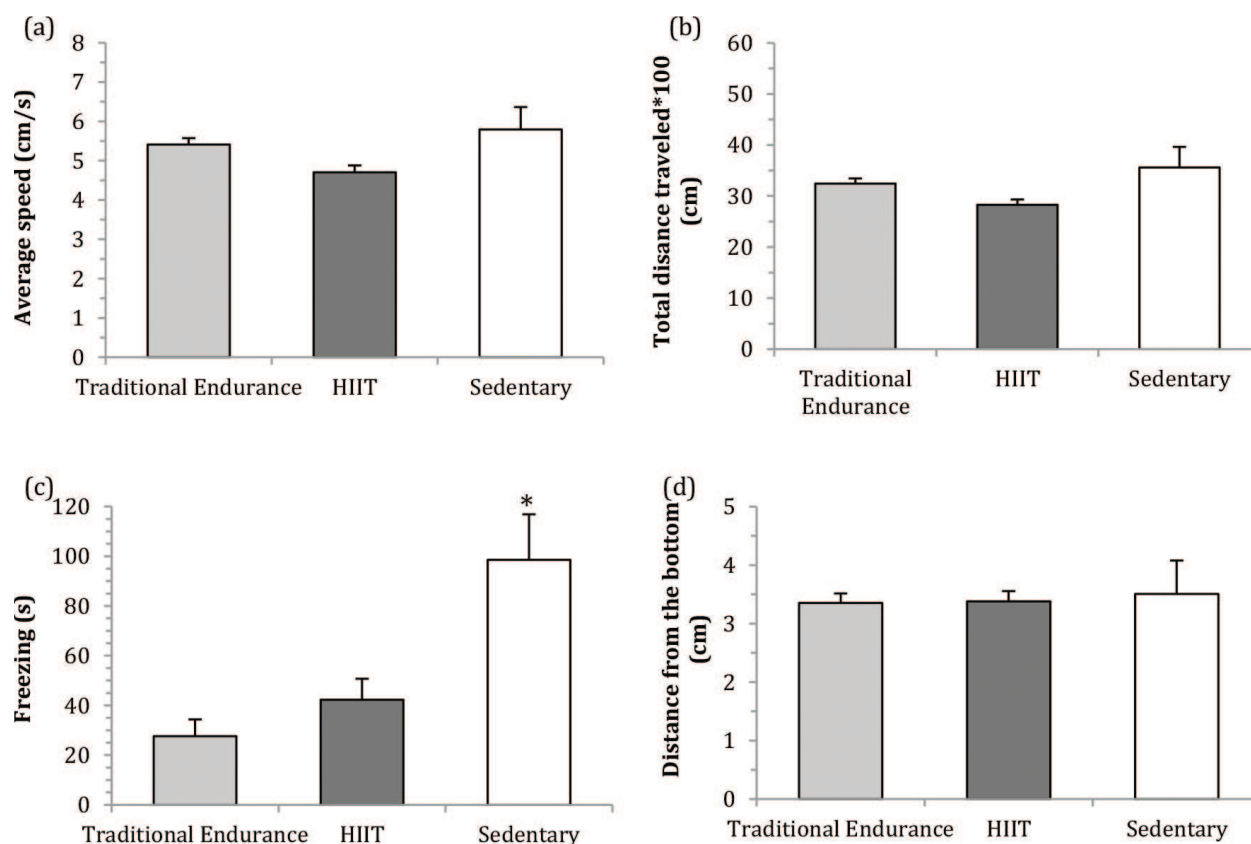 (a)
8
7
6
5
4
3
2
1
0
Average speed (cm/s)
Traditional Endurance HIIT Sedentary
(b)
60
50
40
30
20
10
0
Total disance traveled*100
(cm)
Traditional
Endurance
HIIT
Sedentary
(c)
120
100
80
60
40
20
0
Freezing (s)
*
Traditional Endurance HIIT Sedentary
(d)
5
4
3
2
1
0
Distance from the bottom
(cm)
Traditional Endurance HIIT Sedentary